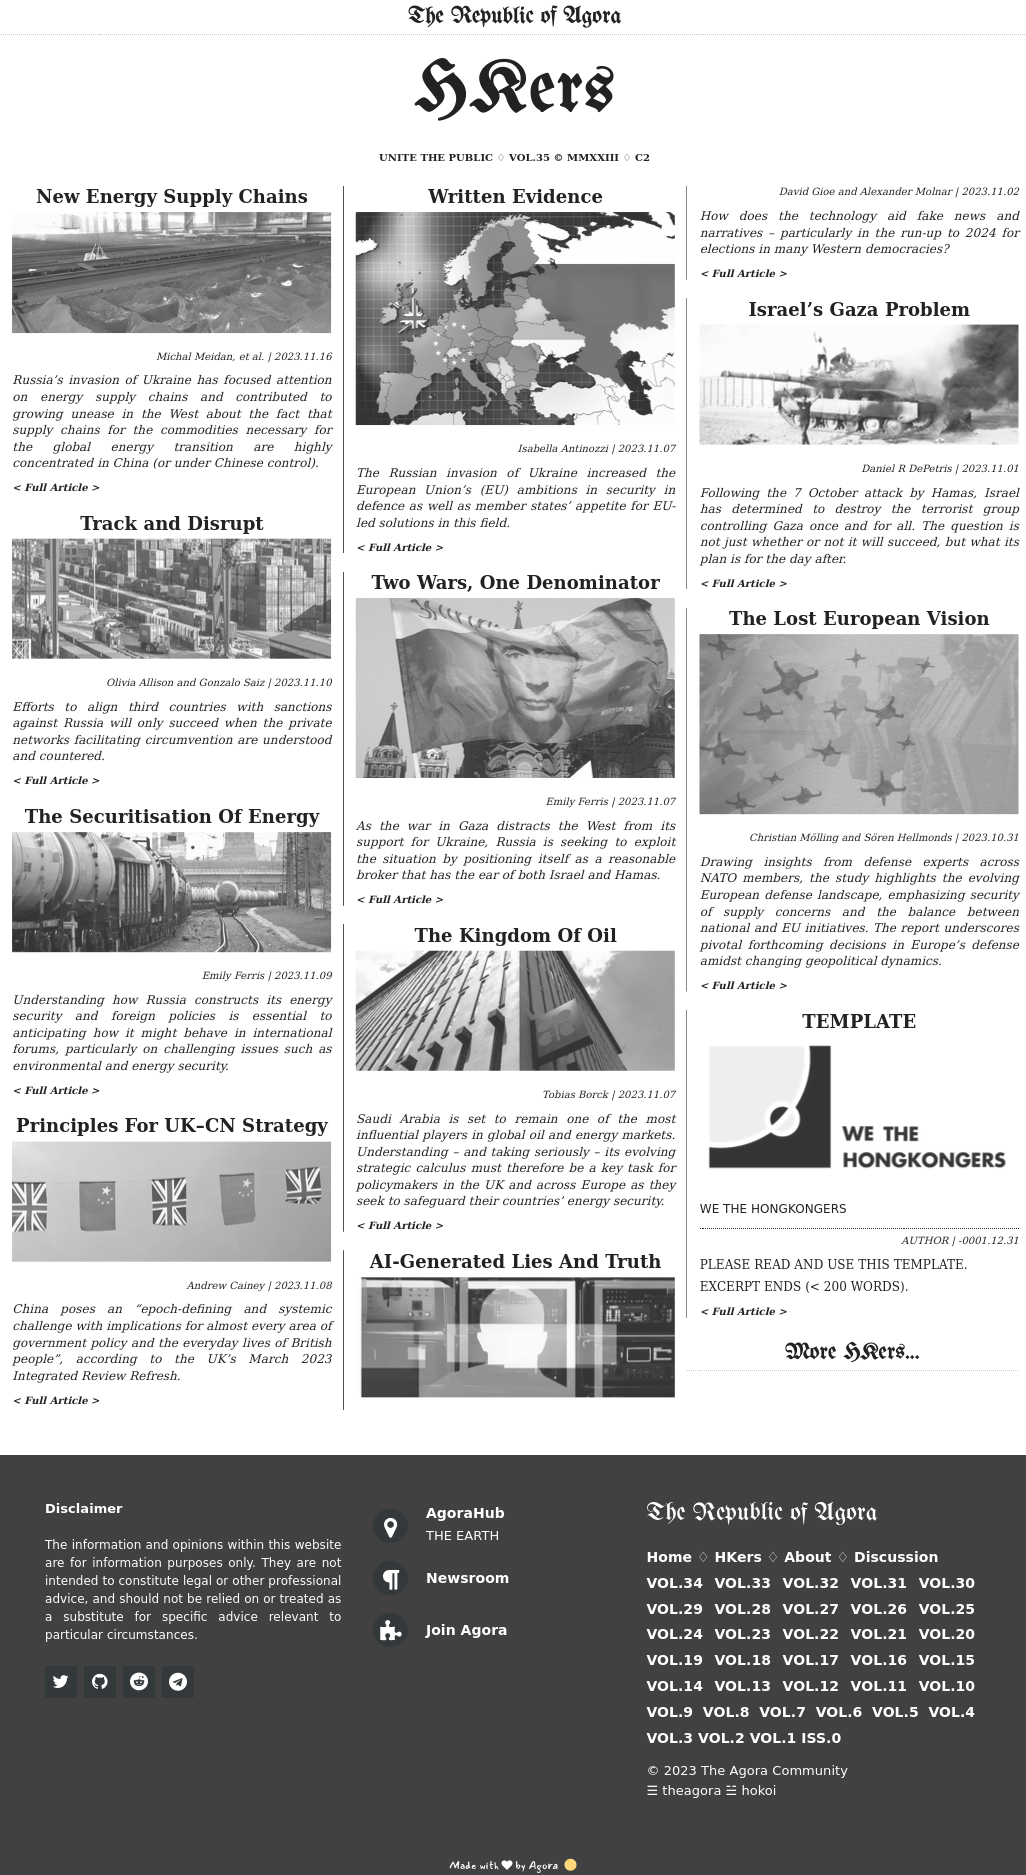 The Republic of Agora
HKers
UNITE THE PUBLIC ♢ VOL.35 © MMXXIII ♢ C2
New Energy Supply Chains
Michal Meidan, et al. | 2023.11.16
Russia’s invasion of Ukraine has focused attention
on energy supply chains and contributed to
growing unease in the West about the fact that
supply chains for the commodities necessary for
the global energy transition are highly
concentrated in China (or under Chinese control).
< Full Article >
Track and Disrupt
Olivia Allison and Gonzalo Saiz | 2023.11.10
Efforts to align third countries with sanctions
against Russia will only succeed when the private
networks facilitating circumvention are understood
and countered.
< Full Article >
The Securitisation Of Energy
Emily Ferris | 2023.11.09
Understanding how Russia constructs its energy
security and foreign policies is essential to
anticipating how it might behave in international
forums, particularly on challenging issues such as
environmental and energy security.
< Full Article >
Principles For UK–CN Strategy
Andrew Cainey | 2023.11.08
China poses an “epoch-defining and systemic
challenge with implications for almost every area of
government policy and the everyday lives of British
people”, according to the UK’s March 2023
Integrated Review Refresh.
< Full Article >
Written Evidence
Isabella Antinozzi | 2023.11.07
The Russian invasion of Ukraine increased the
European Union’s (EU) ambitions in security in
defence as well as member states’ appetite for EU-
led solutions in this field.
< Full Article >
Two Wars, One Denominator
Emily Ferris | 2023.11.07
As the war in Gaza distracts the West from its
support for Ukraine, Russia is seeking to exploit
the situation by positioning itself as a reasonable
broker that has the ear of both Israel and Hamas.
< Full Article >
The Kingdom Of Oil
Tobias Borck | 2023.11.07
Saudi Arabia is set to remain one of the most
influential players in global oil and energy markets.
Understanding – and taking seriously – its evolving
strategic calculus must therefore be a key task for
policymakers in the UK and across Europe as they
seek to safeguard their countries’ energy security.
< Full Article >
AI-Generated Lies And Truth
David Gioe and Alexander Molnar | 2023.11.02
How does the technology aid fake news and
narratives – particularly in the run-up to 2024 for
elections in many Western democracies?
< Full Article >
Israel’s Gaza Problem
Daniel R DePetris | 2023.11.01
Following the 7 October attack by Hamas, Israel
has determined to destroy the terrorist group
controlling Gaza once and for all. The question is
not just whether or not it will succeed, but what its
plan is for the day after.
< Full Article >
The Lost European Vision
Christian Mölling and Sören Hellmonds | 2023.10.31
Drawing insights from defense experts across
NATO members, the study highlights the evolving
European defense landscape, emphasizing security
of supply concerns and the balance between
national and EU initiatives. The report underscores
pivotal forthcoming decisions in Europe’s defense
amidst changing geopolitical dynamics.
< Full Article >
TEMPLATE
WE THE
HONGKONGERS
WE THE HONGKONGERS
AUTHOR | -0001.12.31
PLEASE READ AND USE THIS TEMPLATE.
EXCERPT ENDS (< 200 WORDS).
< Full Article >
More HKers...
Disclaimer
The information and opinions within this website
are for information purposes only. They are not
intended to constitute legal or other professional
advice, and should not be relied on or treated as
a substitute for specific advice relevant to
particular circumstances.
AgoraHub
THE EARTH
Newsroom
Join Agora
The Republic of Agora
Home ♢ HKers ♢ About ♢ Discussion
VOL.34 VOL.33 VOL.32 VOL.31 VOL.30
VOL.29 VOL.28 VOL.27 VOL.26 VOL.25
VOL.24 VOL.23 VOL.22 VOL.21 VOL.20
VOL.19 VOL.18 VOL.17 VOL.16 VOL.15
VOL.14 VOL.13 VOL.12 VOL.11 VOL.10
VOL.9 VOL.8 VOL.7 VOL.6 VOL.5 VOL.4
VOL.3 VOL.2 VOL.1 ISS.0
© 2023 The Agora Community
☰ theagora ☱ hokoi
Made with ❤ by Agora